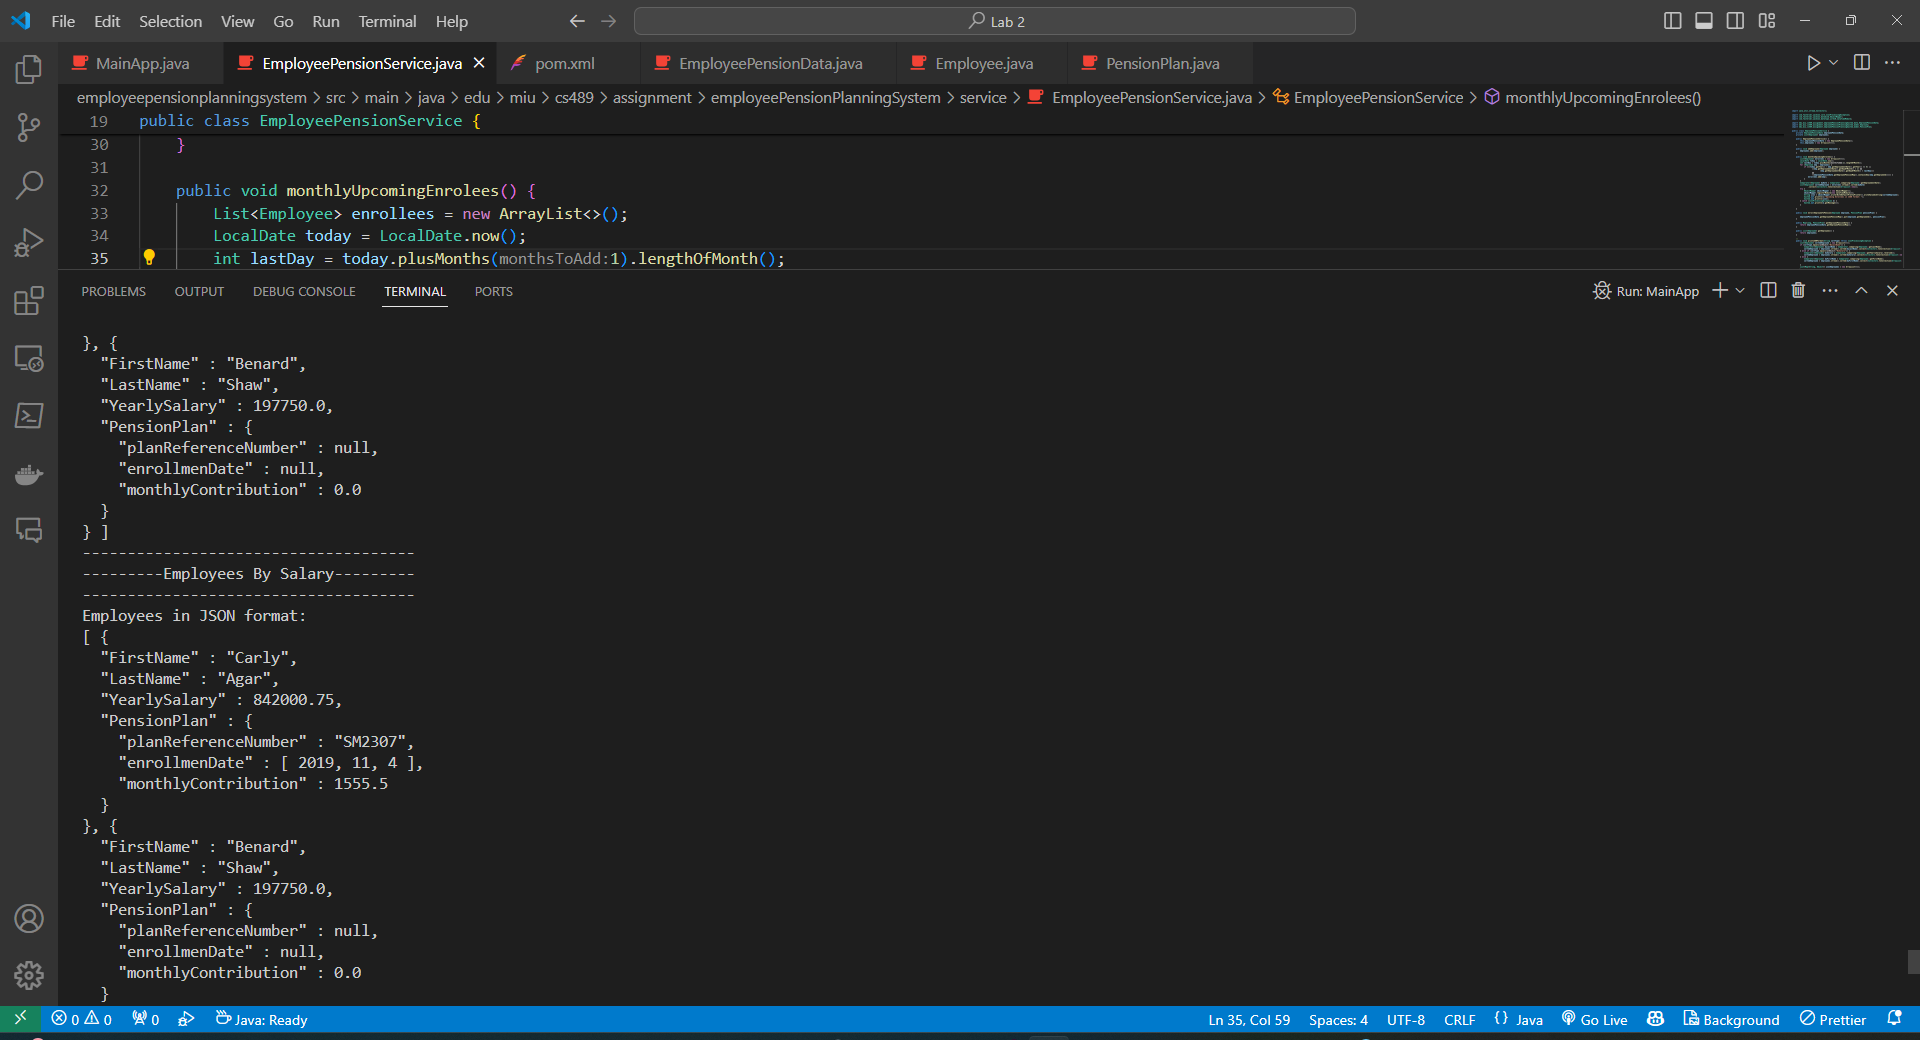 File Edit Selection View Go Run Terminal Help Lab 2
MainApp.java EmployeePensionService.java pom.xml EmployeePensionData.java Employee.java PensionPlan.java
employeepensionplanningsystem > src > main > java > edu > miu > cs489 > assignment > employeePensionPlanningSystem > service > EmployeePensionService.java > EmployeePensionService > monthlyUpcomingEnrolees()
19 public class EmployeePensionService {
30 }
31
32 public void monthlyUpcomingEnrolees() {
33 List<Employee> enrollees = new ArrayList<>();
34 LocalDate today = LocalDate.now();
35 int lastDay = today.plusMonths(monthsToAdd:1).lengthOfMonth();
PROBLEMS OUTPUT DEBUG CONSOLE TERMINAL PORTS Run: MainApp
}, {
"FirstName" : "Benard",
"LastName" : "Shaw",
"YearlySalary" : 197750.0,
"PensionPlan" : {
"planReferenceNumber" : null,
"enrollmenDate" : null,
"monthlyContribution" : 0.0
}
} ]
-------------------------------------
---------Employees By Salary---------
-------------------------------------
Employees in JSON format:
[ {
"FirstName" : "Carly",
"LastName" : "Agar",
"YearlySalary" : 842000.75,
"PensionPlan" : {
"planReferenceNumber" : "SM2307",
"enrollmenDate" : [ 2019, 11, 4 ],
"monthlyContribution" : 1555.5
}
}, {
"FirstName" : "Benard",
"LastName" : "Shaw",
"YearlySalary" : 197750.0,
"PensionPlan" : {
"planReferenceNumber" : null,
"enrollmenDate" : null,
"monthlyContribution" : 0.0
}
0 0 0 Java: Ready Ln 35, Col 59 Spaces: 4 UTF-8 CRLF {} Java Go Live Background Prettier